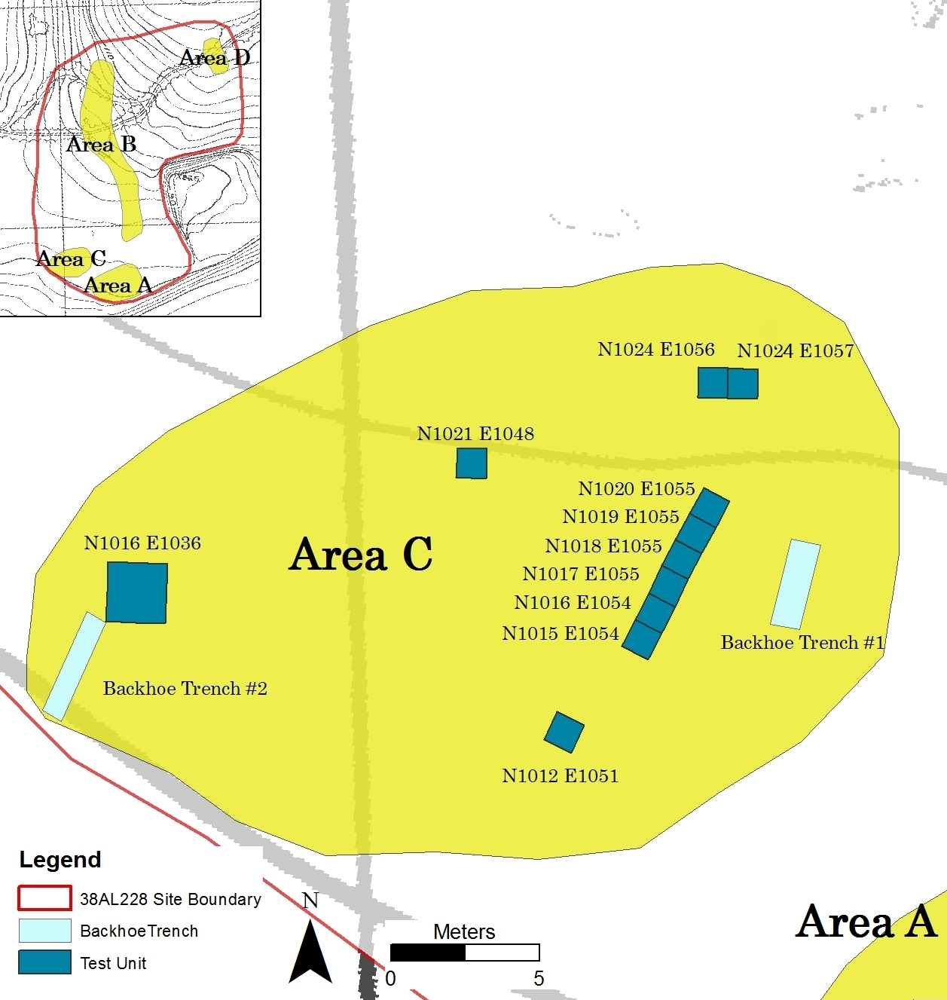 Area D
Area B
Area C
Area A
N1024 E1056
N1024 E1057
N1021 E1048
N1020 E1055
N1019 E1055
N1018 E1055
N1017 E1055
N1016 E1054
N1015 E1054
N1016 E1036
Area C
Backhoe Trench #1
Backhoe Trench #2
N1012 E1051
Legend
38AL228 Site Boundary
BackhoeTrench
Test Unit
N
Meters
0 5
Area A